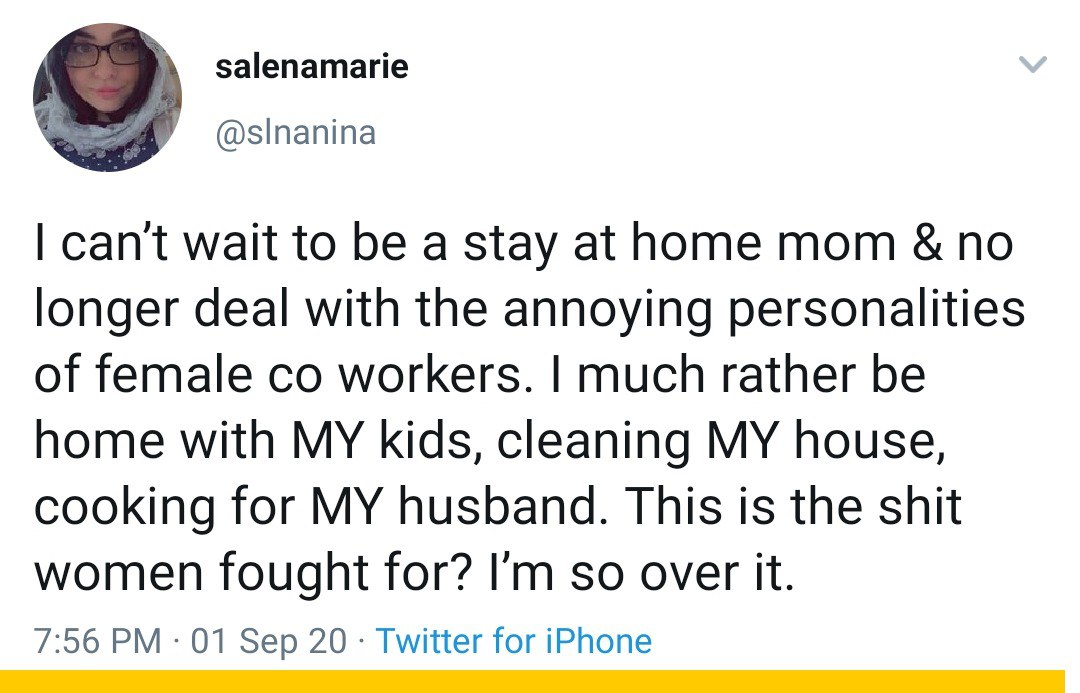 salenamarie
@slnanina
I can’t wait to be a stay at home mom & no
longer deal with the annoying personalities
of female co workers. I much rather be
home with MY kids, cleaning MY house,
cooking for MY husband. This is the shit
women fought for? I’m so over it.
7:56 PM · 01 Sep 20 · Twitter for iPhone